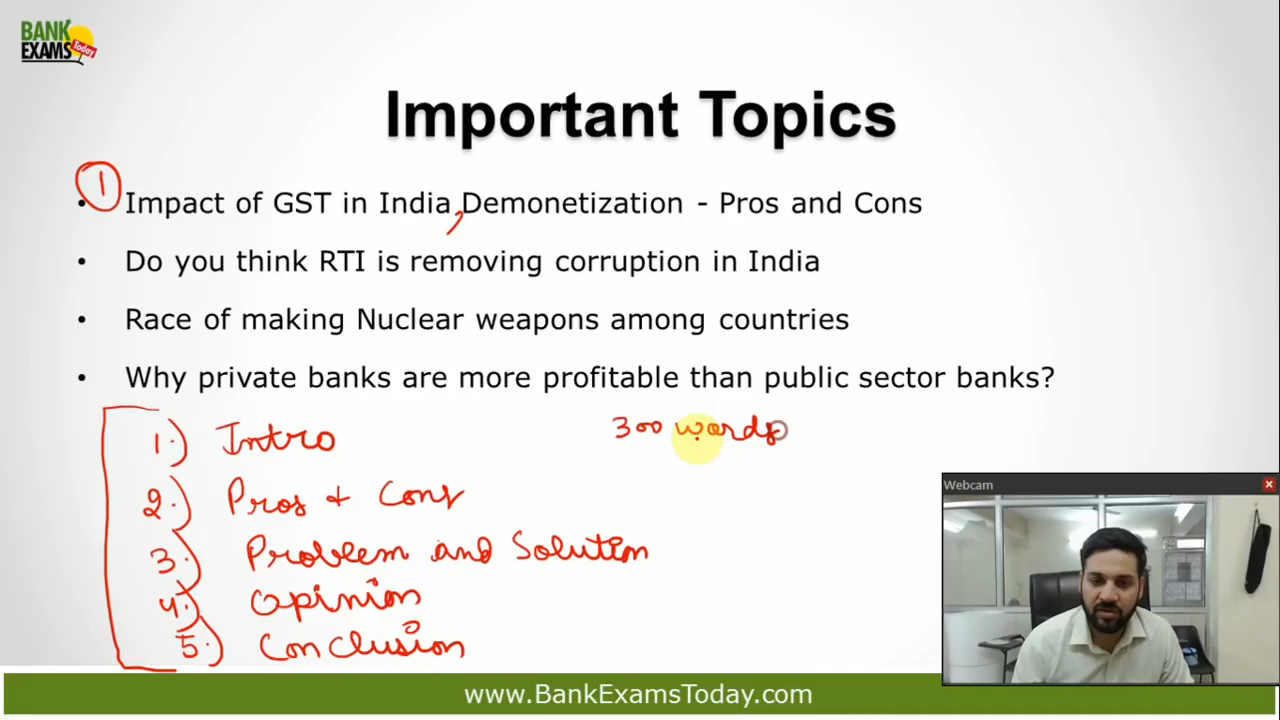 BANK
EXAMS Today
Important Topics
1
• Impact of GST in India, Demonetization - Pros and Cons
• Do you think RTI is removing corruption in India
• Race of making Nuclear weapons among countries
• Why private banks are more profitable than public sector banks?
1.) Intro
300 words
2.) Pros + Cons
3.) Problem and Solution
4.) Opinion
5.) Conclusion
Webcam
www.BankExamsToday.com